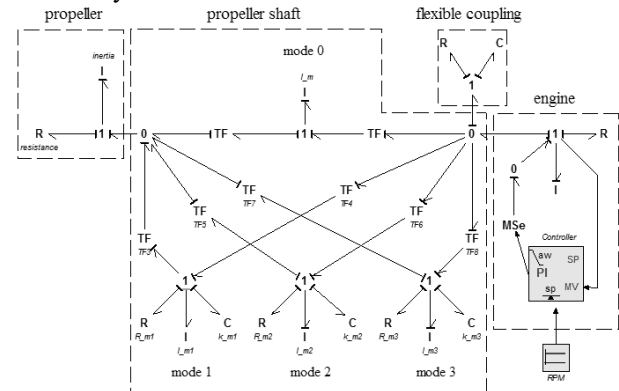 propeller propeller shaft flexible coupling
inertia
I
mode 0
I_m
I
R C
1
engine
R 1 0 TF 1 TF 0 1 R
resistance
0 I
TF TF
TF7 TF4
TF TF
TF5 TF6
TF TF
TF3 TF8
MSe
Controller
aw SP
PI
sp MV
1 1 1
R I C R I C R I C
R_m1 I_m1 k_m1 R_m2 I_m2 k_m2 R_m3 I_m3 k_m3
mode 1 mode 2 mode 3
RPM